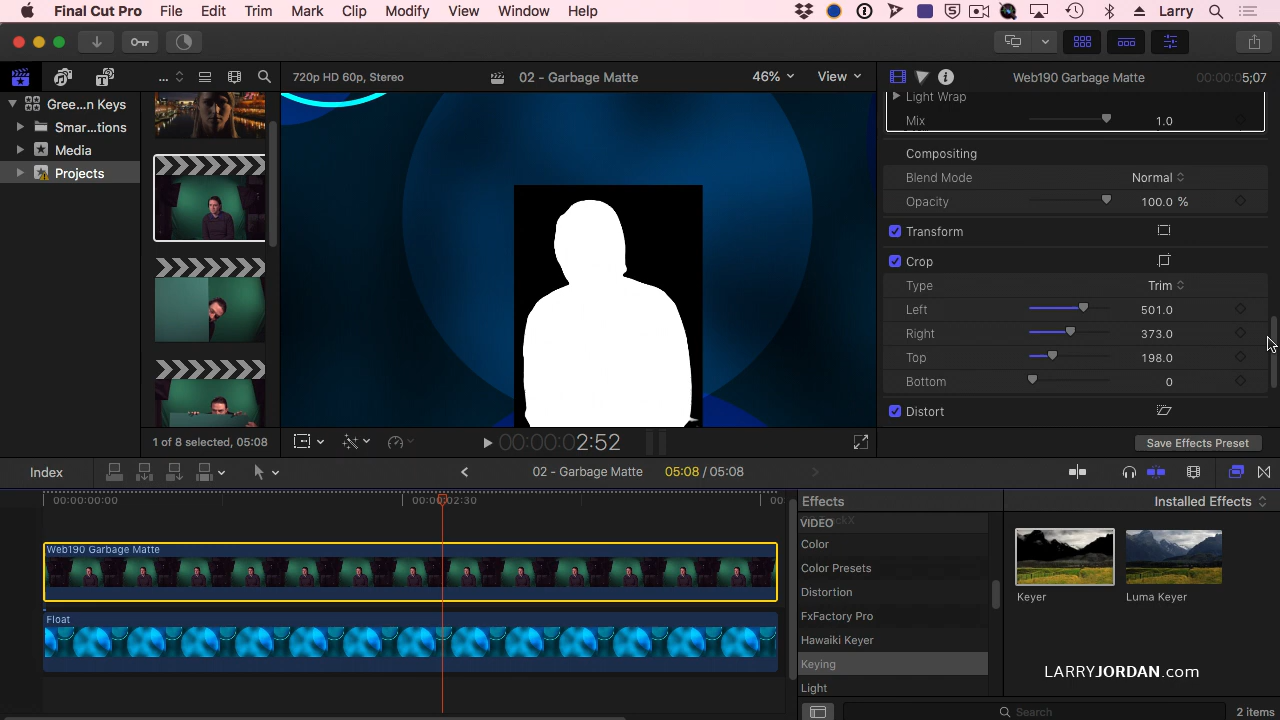 Final Cut Pro File Edit Trim Mark Clip Modify View Window Help Larry
... 720p HD 60p, Stereo 02 - Garbage Matte 46% View Web190 Garbage Matte 00:00:05;07
Gree...n Keys
Smar...tions
Media
Projects
1 of 8 selected, 05:08
00:00:00:02:52
Light Wrap
Mix 1.0
Compositing
Blend Mode Normal
Opacity 100.0 %
Transform
Crop
Type Trim
Left 501.0
Right 373.0
Top 198.0
Bottom 0
Distort
Save Effects Preset
Index 02 - Garbage Matte 05:08 / 05:08
00:00:00:00 00:00:02:30 00:
Web190 Garbage Matte
Float
Effects Installed Effects
VIDEO
Color
Color Presets
Distortion
FxFactory Pro
Hawaiki Keyer
Keying
Light
Keyer Luma Keyer
LARRYJORDAN.com
Search 2 items